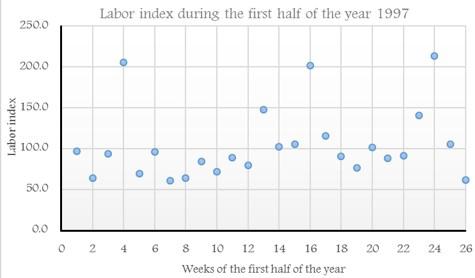 Labor index during the first half of the year 1997
250.0
200.0
150.0
100.0
50.0
0.0
Labor index
0 2 4 6 8 10 12 14 16 18 20 22 24 26
Weeks of the first half of the year